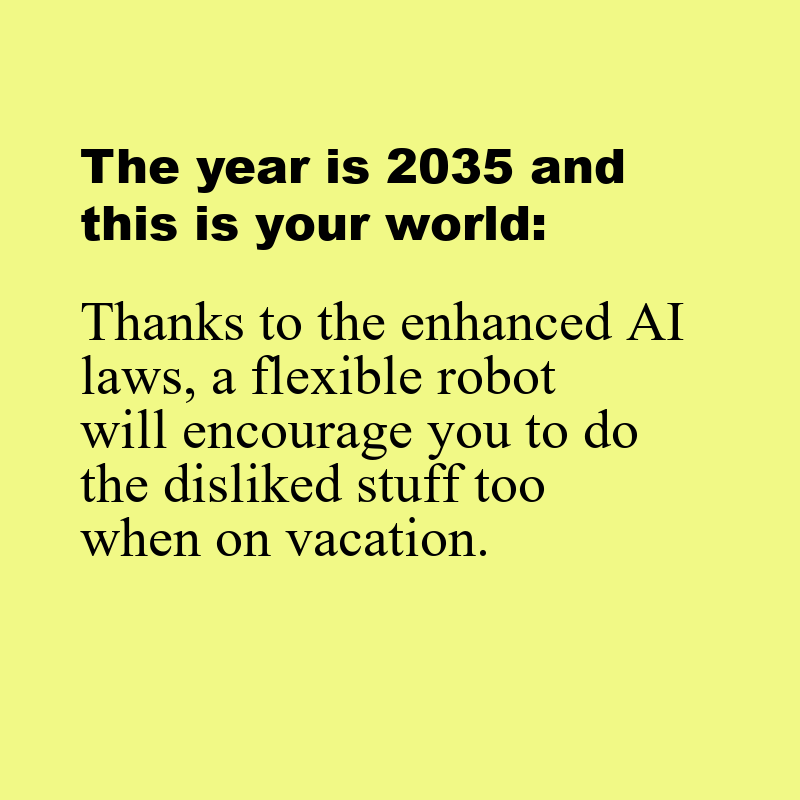 The year is 2035 and
this is your world:
Thanks to the enhanced AI
laws, a flexible robot
will encourage you to do
the disliked stuff too
when on vacation.